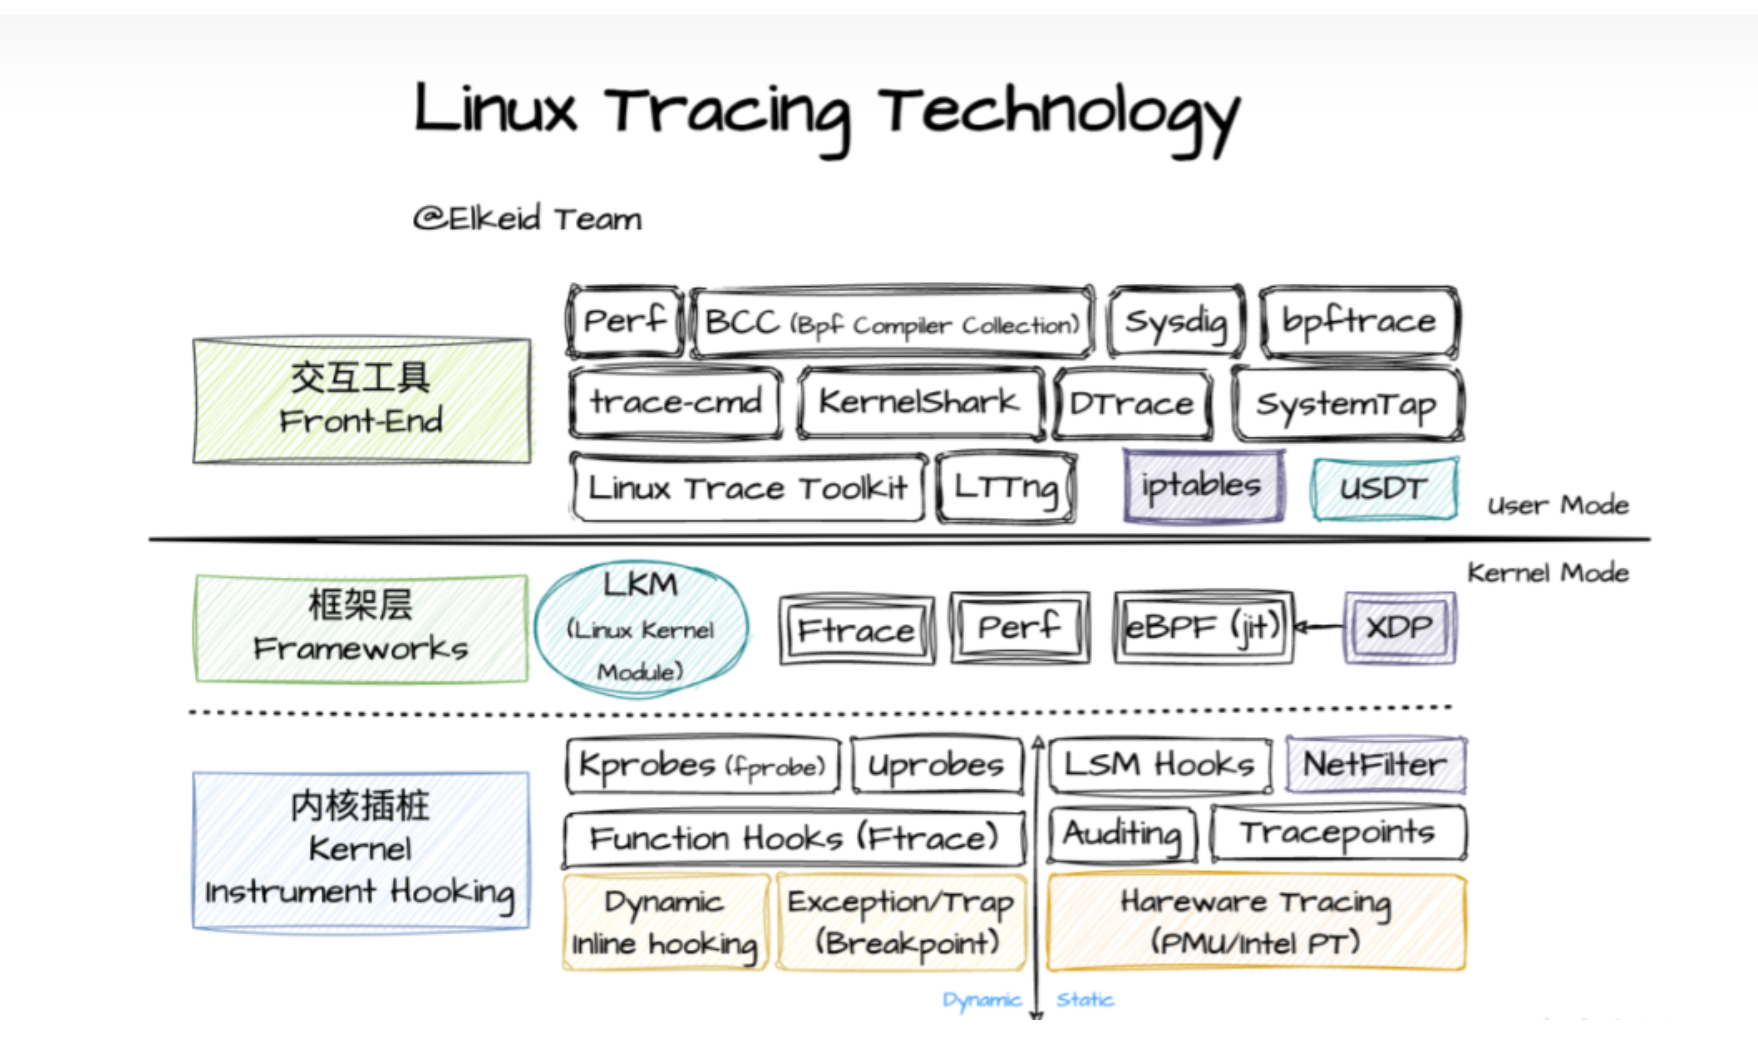 Linux Tracing Technology
@Elkeid Team
交互工具
Front-End
Perf
BCC (Bpf Compiler Collection)
Sysdig
bpftrace
trace-cmd
KernelShark
DTrace
SystemTap
Linux Trace Toolkit
LTTng
iptables
USDT
User Mode
Kernel Mode
框架层
Frameworks
LKM
(Linux Kernel
Module)
Ftrace
Perf
eBPF (jit)
XDP
内核插桩
Kernel
Instrument Hooking
Kprobes (fprobe)
Uprobes
LSM Hooks
NetFilter
Function Hooks (Ftrace)
Auditing
Tracepoints
Dynamic
Inline hooking
Exception/Trap
(Breakpoint)
Hareware Tracing
(PMU/Intel PT)
Dynamic
Static